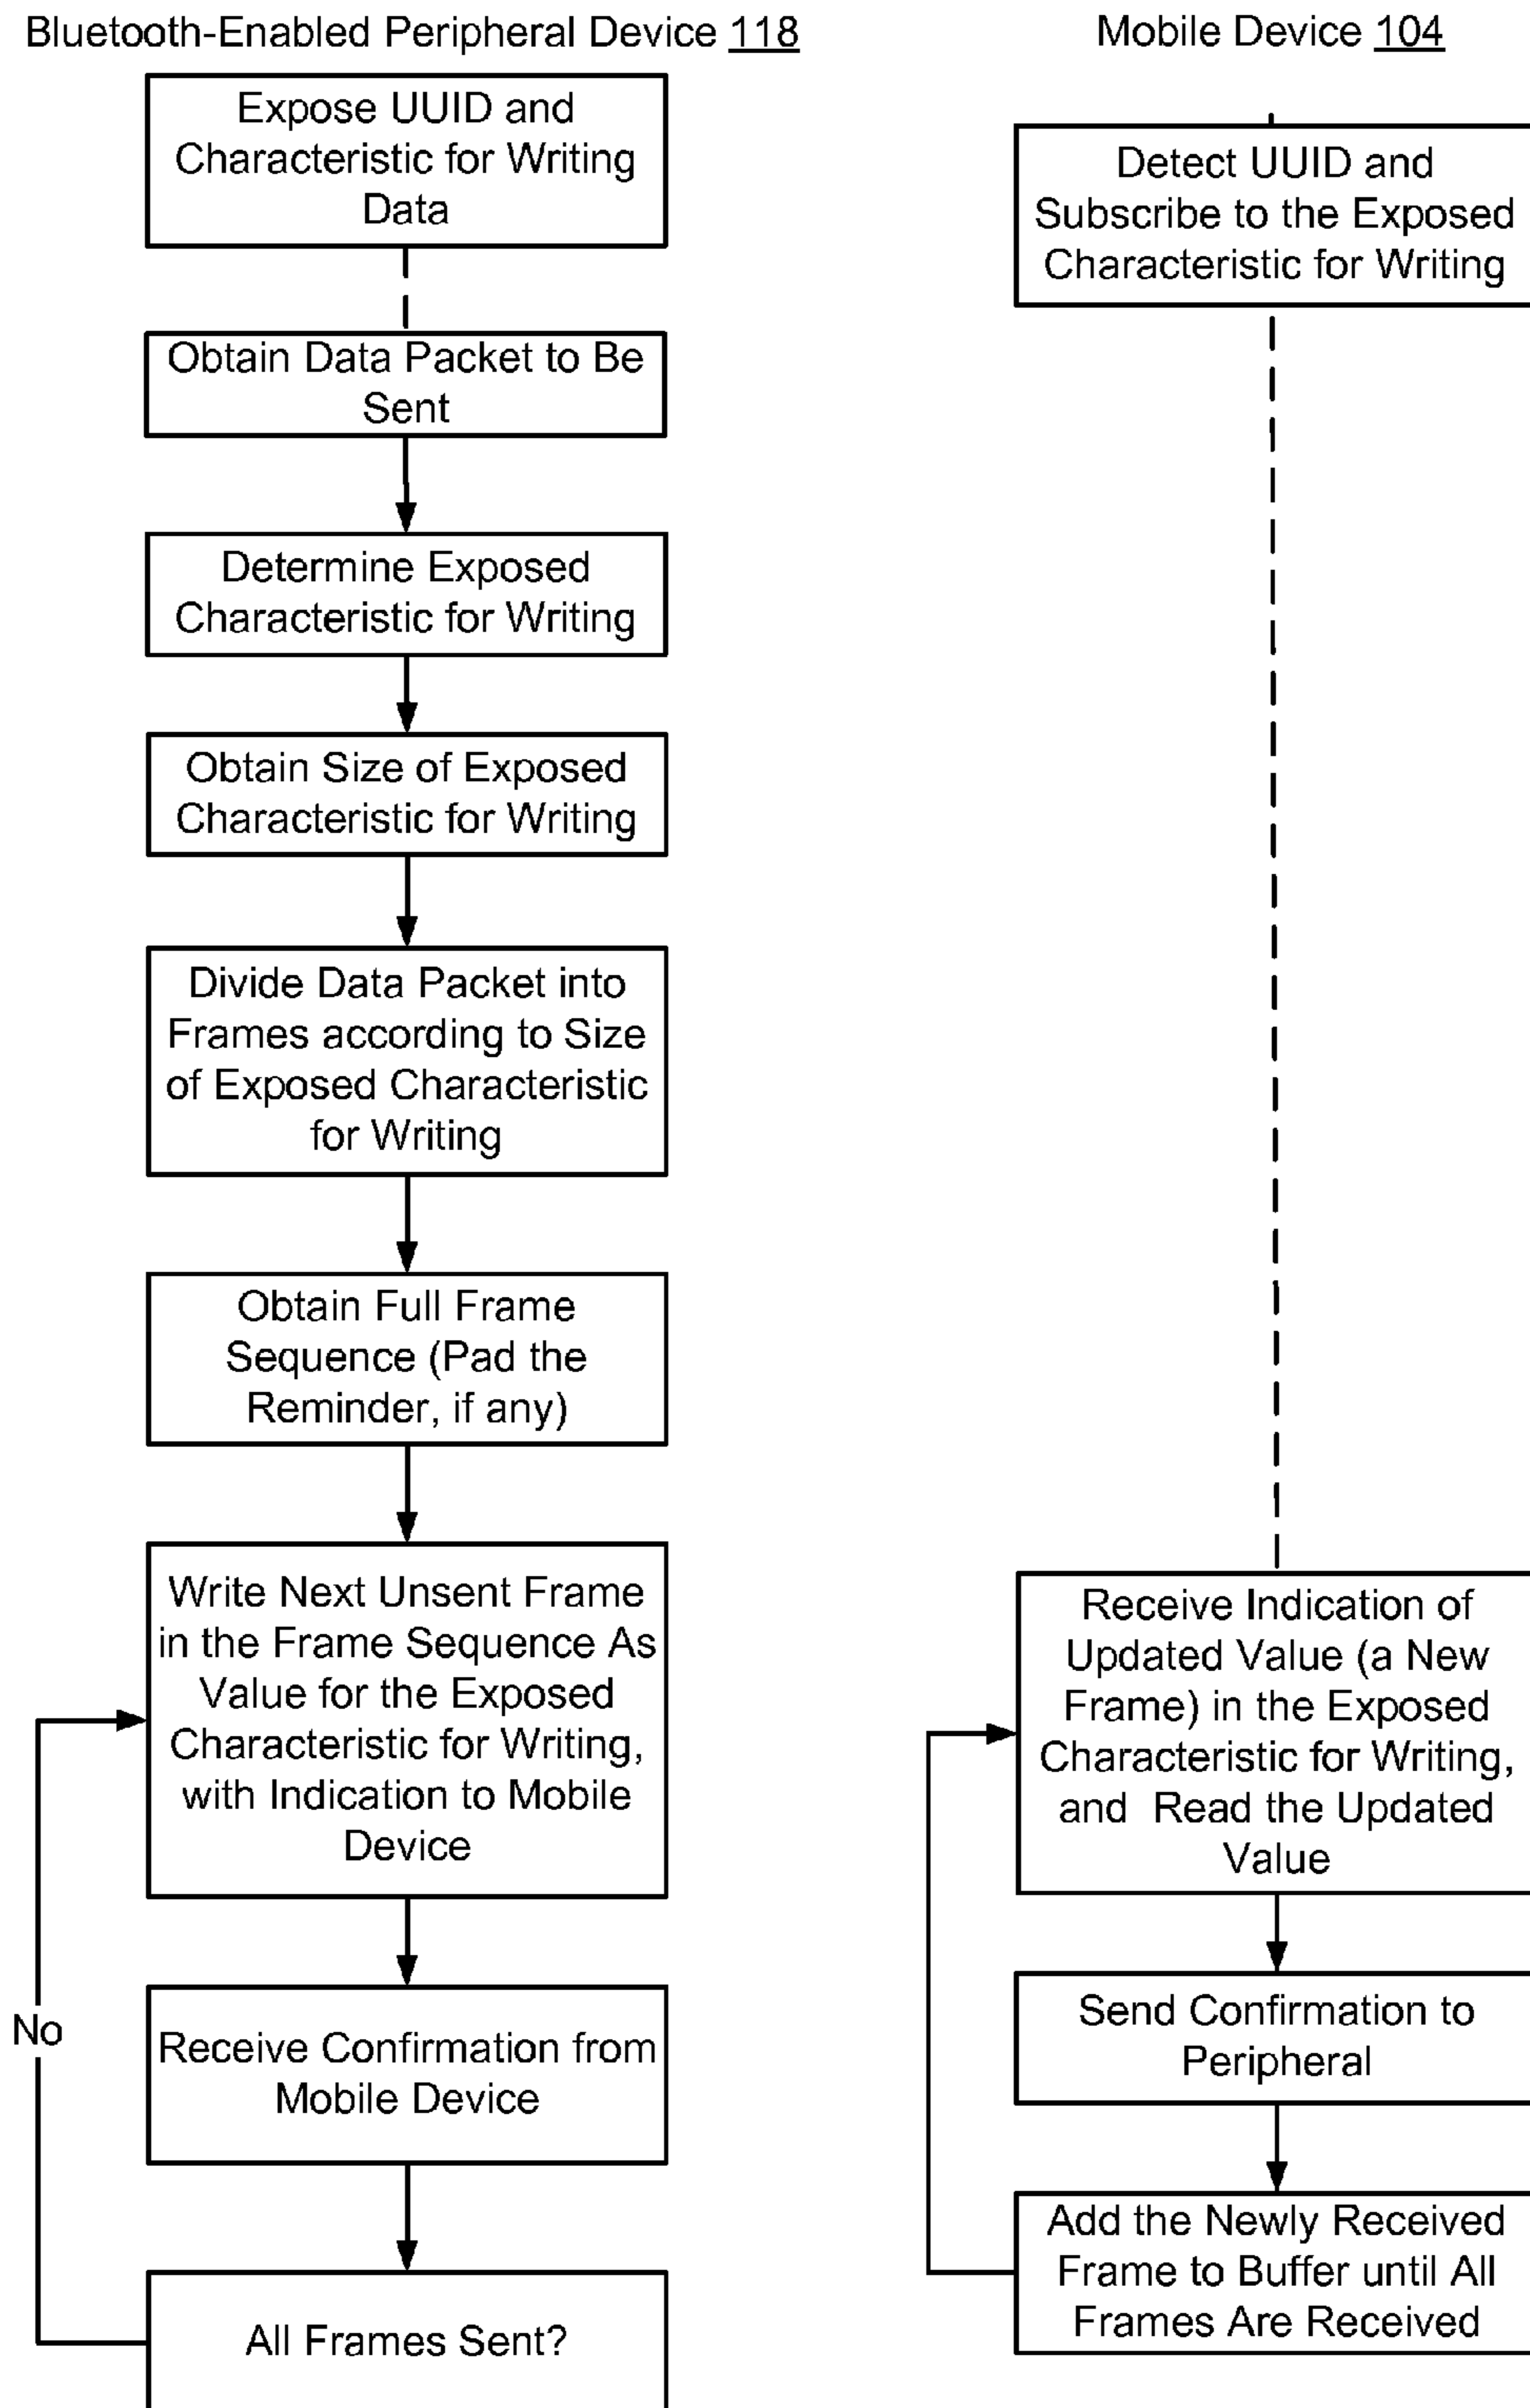 Bluetooth-Enabled Peripheral Device 118
Expose UUID and
Characteristic for Writing
Data
Obtain Data Packet to Be
Sent
Determine Exposed
Characteristic for Writing
Obtain Size of Exposed
Characteristic for Writing
Divide Data Packet into
Frames according to Size
of Exposed Characteristic
for Writing
Obtain Full Frame
Sequence (Pad the
Reminder, if any)
Write Next Unsent Frame
in the Frame Sequence As
Value for the Exposed
Characteristic for Writing,
with Indication to Mobile
Device
No
Receive Confirmation from
Mobile Device
All Frames Sent?
Mobile Device 104
Detect UUID and
Subscribe to the Exposed
Characteristic for Writing
Receive Indication of
Updated Value (a New
Frame) in the Exposed
Characteristic for Writing,
and Read the Updated
Value
Send Confirmation to
Peripheral
Add the Newly Received
Frame to Buffer until All
Frames Are Received